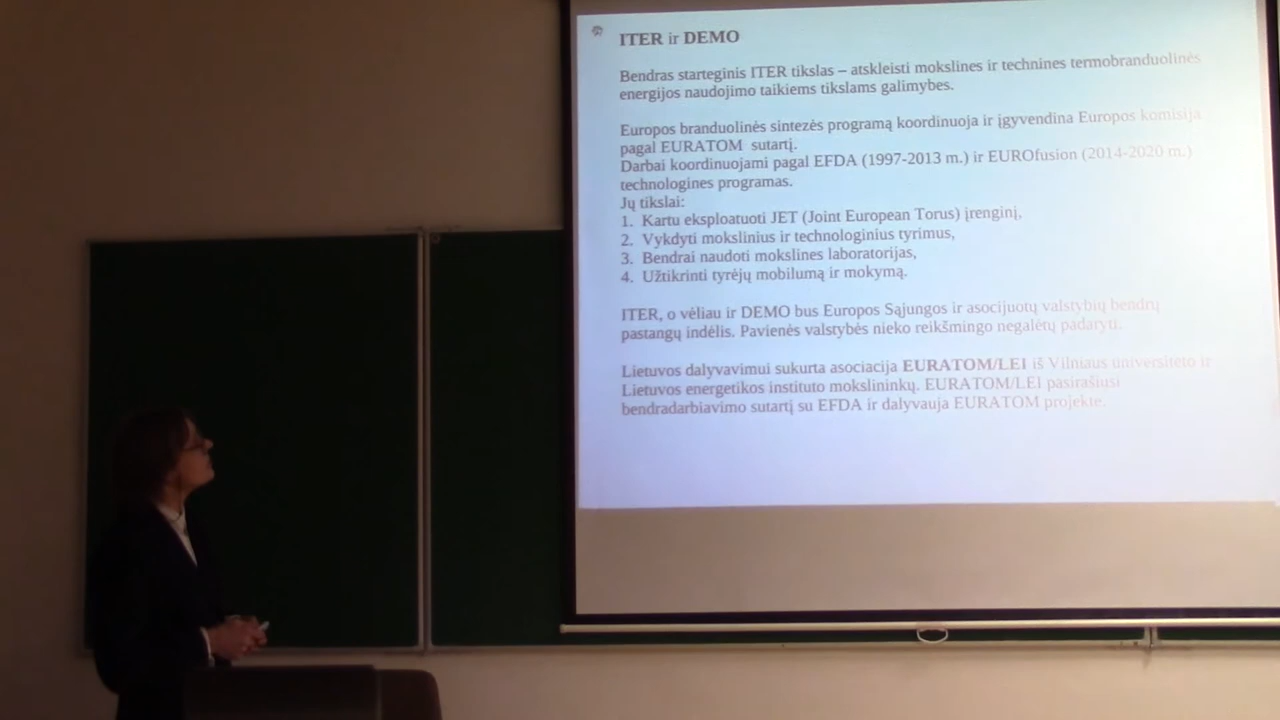 ITER ir DEMO
Bendras starteginis ITER tikslas – atskleisti mokslines ir technines termobranduolinės
energijos naudojimo taikiems tikslams galimybes.
Europos branduolinės sintezės programą koordinuoja ir įgyvendina Europos komisija
pagal EURATOM sutartį.
Darbai koordinuojami pagal EFDA (1997-2013 m.) ir EUROfusion (2014-2020 m.)
technologines programas.
Jų tikslai:
1. Kartu eksploatuoti JET (Joint European Torus) įrenginį,
2. Vykdyti mokslinius ir technologinius tyrimus,
3. Bendrai naudoti mokslines laboratorijas,
4. Užtikrinti tyrėjų mobilumą ir mokymą.
ITER, o vėliau ir DEMO bus Europos Sąjungos ir asocijuotų valstybių bendrų
pastangų indėlis. Pavienės valstybės nieko reikšmingo negalėtų padaryti.
Lietuvos dalyvavimui sukurta asociacija EURATOM/LEI iš Vilniaus universiteto ir
Lietuvos energetikos instituto mokslininkų. EURATOM/LEI pasirašiusi
bendradarbiavimo sutartį su EFDA ir dalyvauja EURATOM projekte.